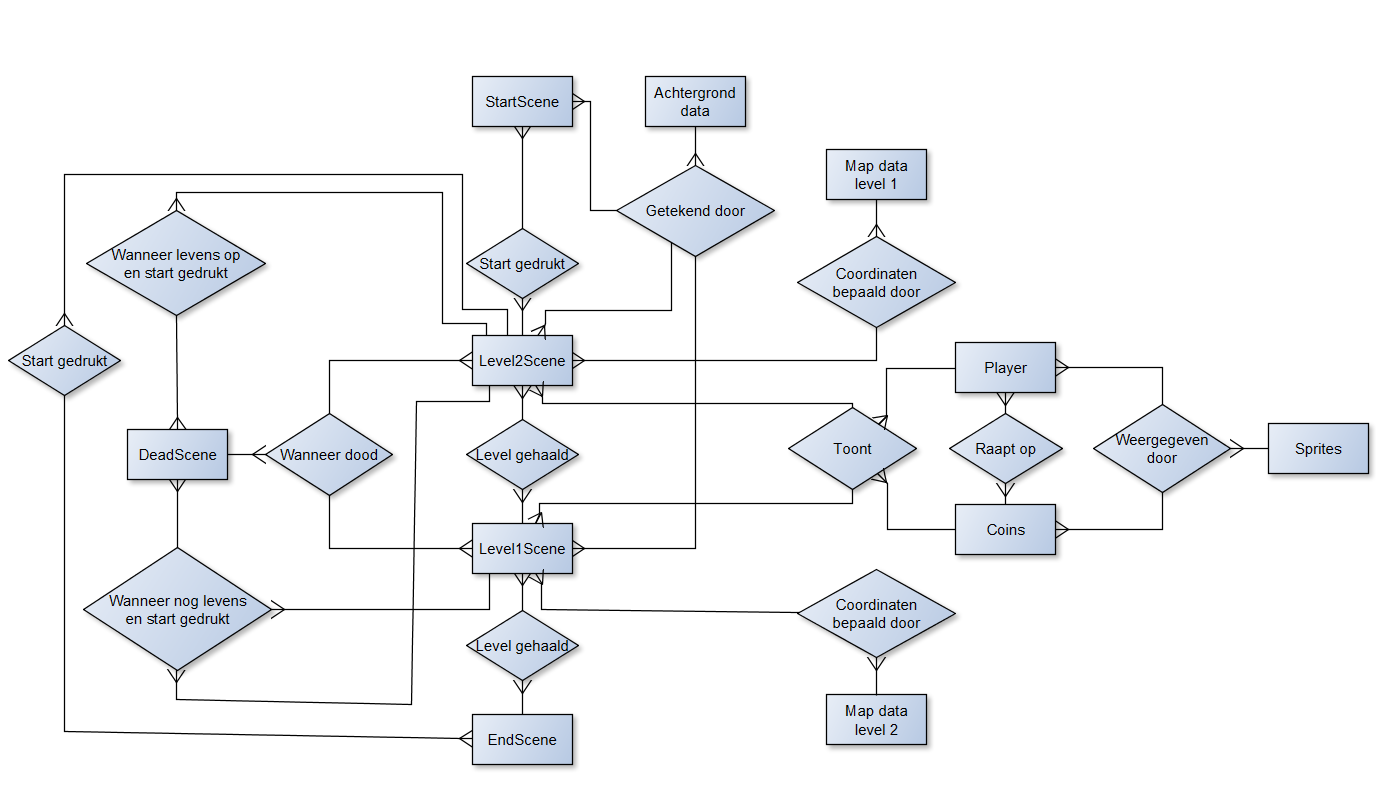 StartScene
Achtergrond
data
Map data
level 1
Getekend door
Wanneer levens op
en start gedrukt
Start gedrukt
Coordinaten
bepaald door
Start gedrukt
Level2Scene
Player
DeadScene
Wanneer dood
Level gehaald
Toont
Raapt op
Weergegeven
door
Sprites
Level1Scene
Coins
Wanneer nog levens
en start gedrukt
Level gehaald
Coordinaten
bepaald door
EndScene
Map data
level 2